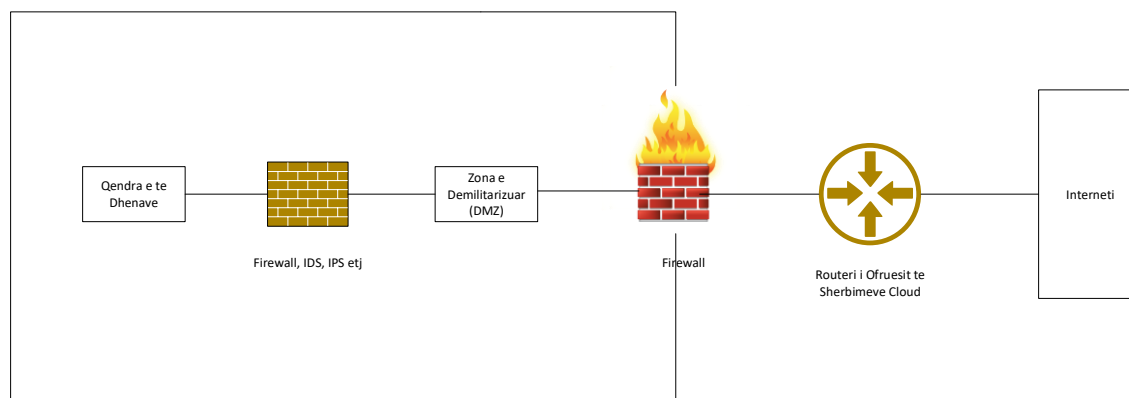 Qendra e te
Dhenave
Firewall, IDS, IPS etj
Zona e
Demilitarizuar
(DMZ)
Firewall
Routeri i Ofruesit te
Sherbimeve Cloud
Interneti